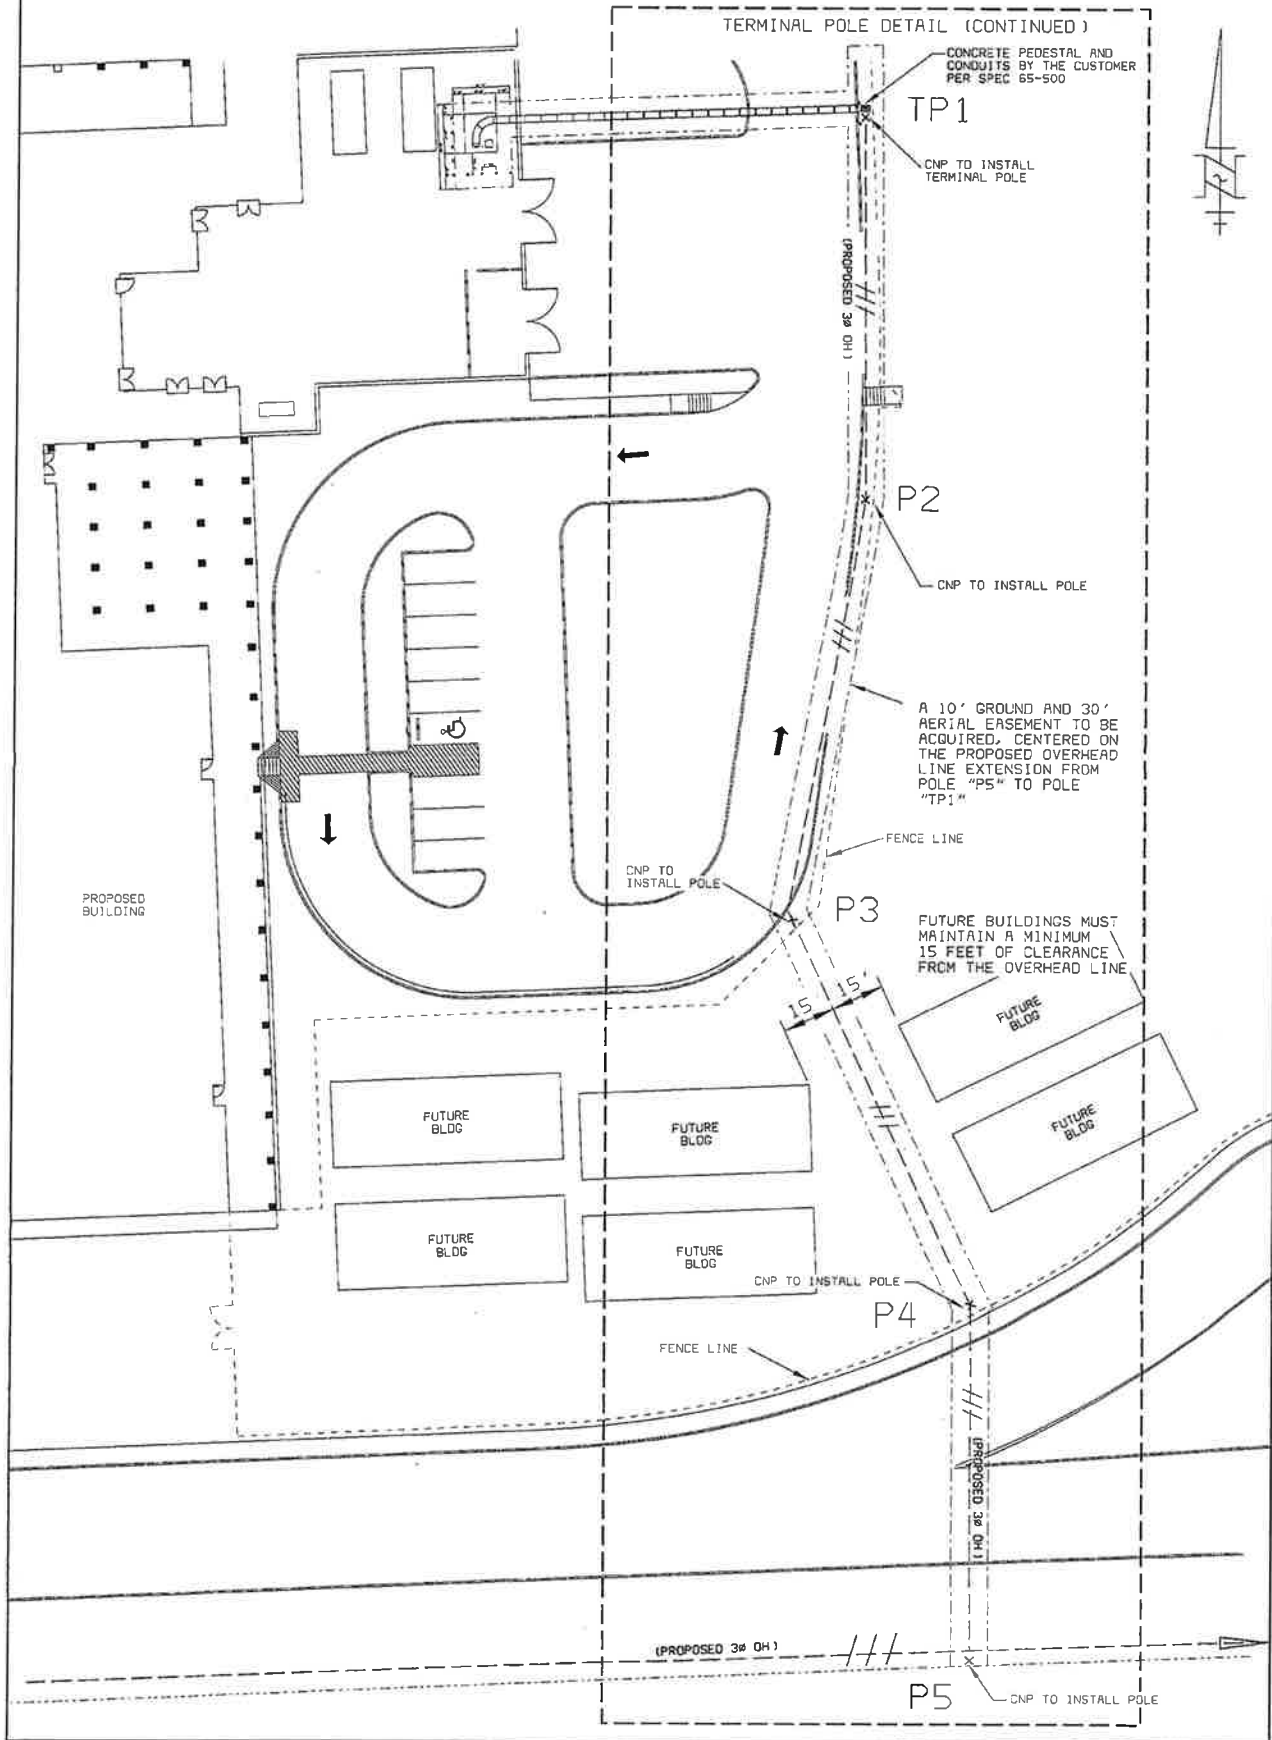 TERMINAL POLE DETAIL (CONTINUED)
CONCRETE PEDESTAL AND
CONDUITS BY THE CUSTOMER
PER SPEC 65-500
TP1
CNP TO INSTALL
TERMINAL POLE
(PROPOSED 3Ø OH)
P2
CNP TO INSTALL POLE
A 10' GROUND AND 30'
AERIAL EASEMENT TO BE
ACQUIRED, CENTERED ON
THE PROPOSED OVERHEAD
LINE EXTENSION FROM
POLE "P5" TO POLE
"TP1"
FENCE LINE
CNP TO
INSTALL POLE
P3
PROPOSED
BUILDING
FUTURE BUILDINGS MUST
MAINTAIN A MINIMUM
15 FEET OF CLEARANCE
FROM THE OVERHEAD LINE
15'
15'
FUTURE
BLDG
FUTURE
BLDG
FUTURE
BLDG
FUTURE
BLDG
FUTURE
BLDG
FUTURE
BLDG
CNP TO INSTALL POLE
P4
FENCE LINE
(PROPOSED 3Ø OH)
(PROPOSED 3Ø OH)
P5
CNP TO INSTALL POLE